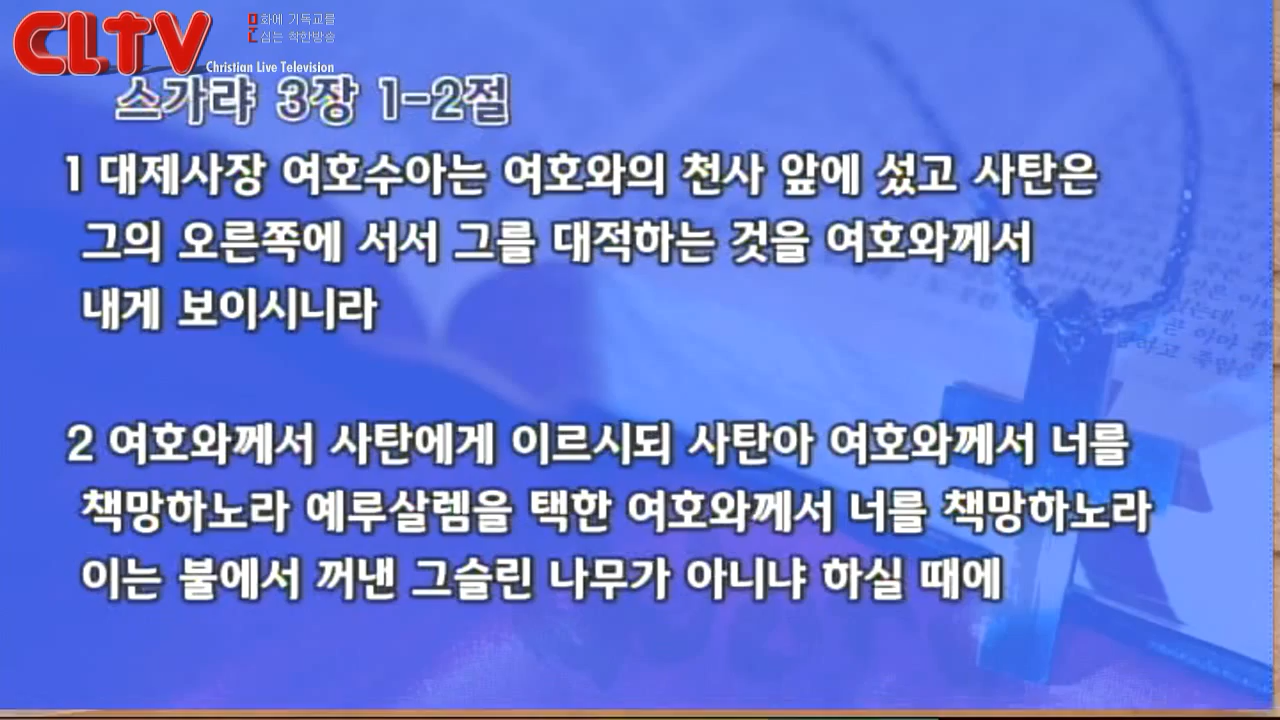 CLTV
문화에 기독교를
심는 착한방송
Christian Live Television
스가랴 3장 1-2절
1 대제사장 여호수아는 여호와의 천사 앞에 섰고 사탄은
그의 오른쪽에 서서 그를 대적하는 것을 여호와께서
내게 보이시니라
2 여호와께서 사탄에게 이르시되 사탄아 여호와께서 너를
책망하노라 예루살렘을 택한 여호와께서 너를 책망하노라
이는 불에서 꺼낸 그슬린 나무가 아니냐 하실 때에